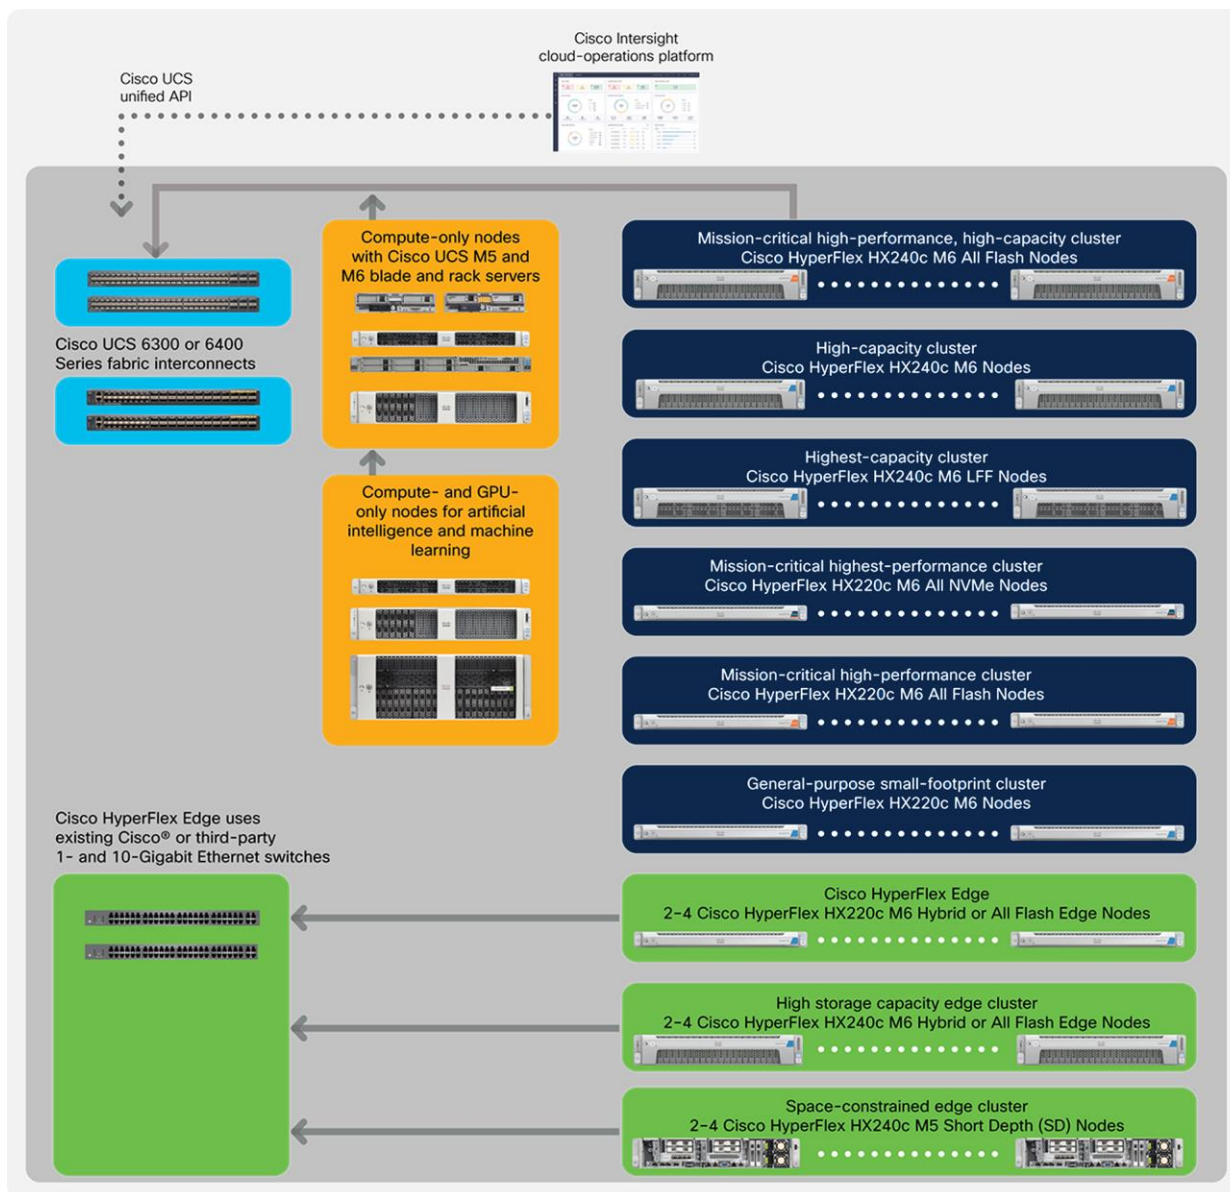 Cisco Intersight
cloud-operations platform
Cisco UCS
unified API
Compute-only nodes
with Cisco UCS M5 and
M6 blade and rack servers
Mission-critical high-performance, high-capacity cluster
Cisco HyperFlex HX240c M6 All Flash Nodes
Cisco UCS 6300 or 6400
Series fabric interconnects
High-capacity cluster
Cisco HyperFlex HX240c M6 Nodes
Highest-capacity cluster
Cisco HyperFlex HX240c M6 LFF Nodes
Compute- and GPU-
only nodes for artificial
intelligence and machine
learning
Mission-critical highest-performance cluster
Cisco HyperFlex HX220c M6 All NVMe Nodes
Mission-critical high-performance cluster
Cisco HyperFlex HX220c M6 All Flash Nodes
General-purpose small-footprint cluster
Cisco HyperFlex HX220c M6 Nodes
Cisco HyperFlex Edge uses
existing Cisco® or third-party
1- and 10-Gigabit Ethernet switches
Cisco HyperFlex Edge
2-4 Cisco HyperFlex HX220c M6 Hybrid or All Flash Edge Nodes
High storage capacity edge cluster
2-4 Cisco HyperFlex HX240c M6 Hybrid or All Flash Edge Nodes
Space-constrained edge cluster
2-4 Cisco HyperFlex HX240c M5 Short Depth (SD) Nodes